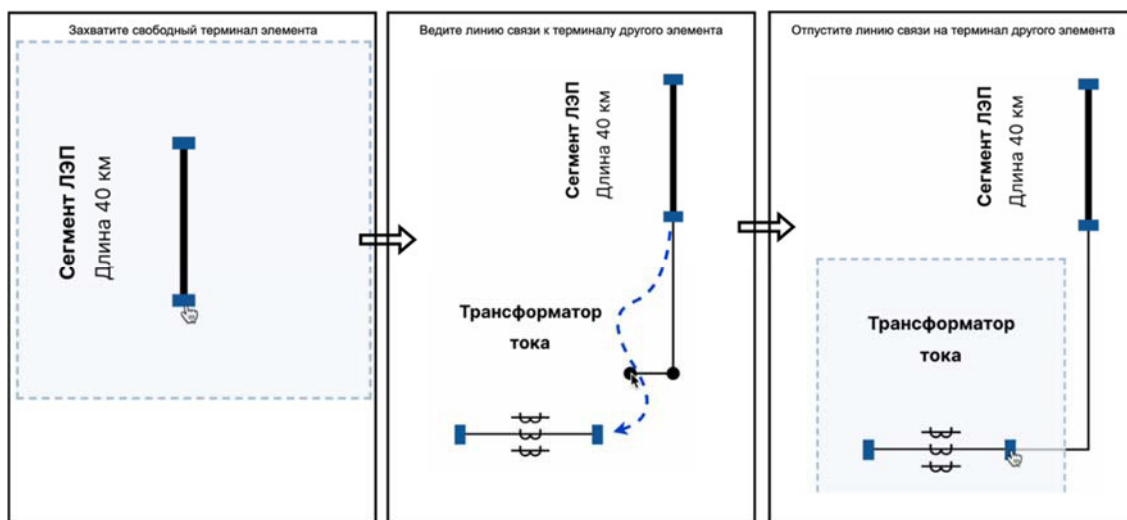 Захватите свободный терминал элемента
Сегмент ЛЭП
Длина 40 км
Ведите линию связи к терминалу другого элемента
Сегмент ЛЭП
Длина 40 км
Трансформатор
тока
Отпустите линию связи на терминал другого элемента
Сегмент ЛЭП
Длина 40 км
Трансформатор
тока